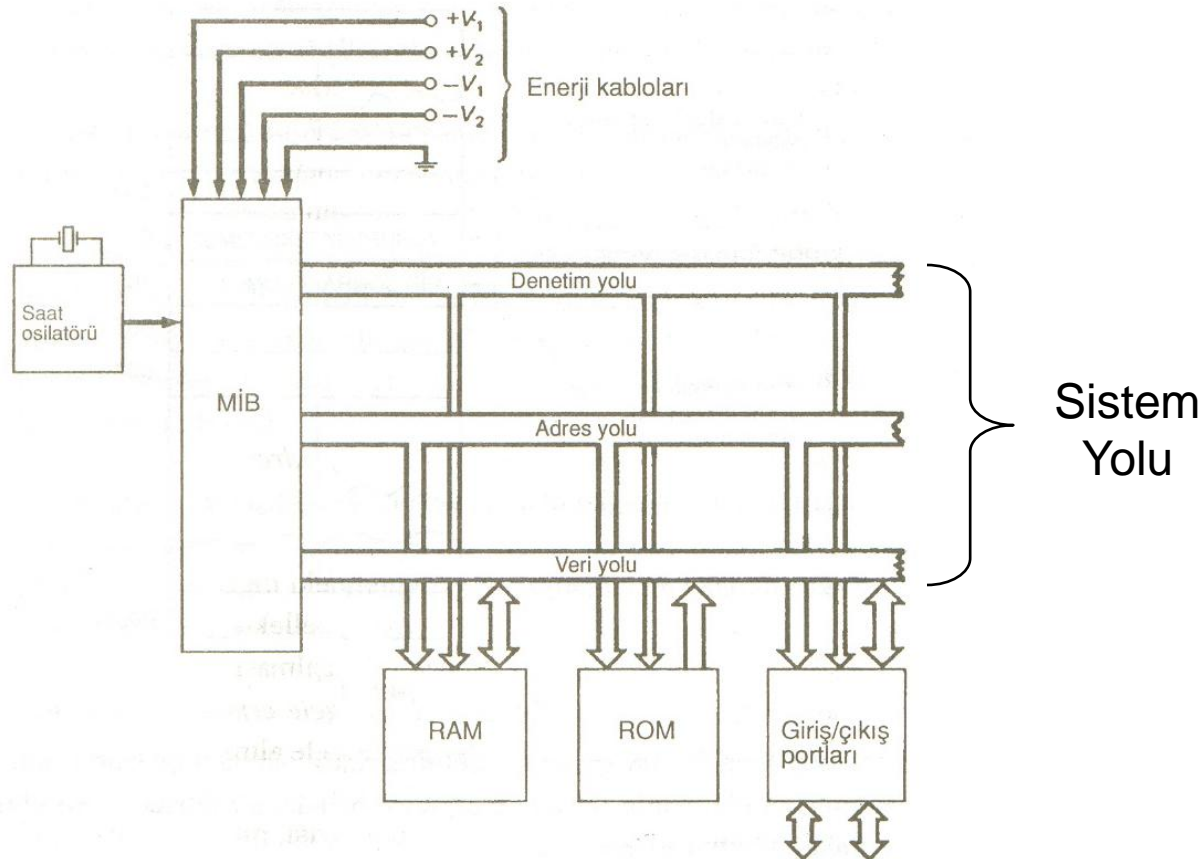 +V₁
+V₂
−V₁
−V₂
Enerji kabloları
Saat
osilatörü
MİB
Denetim yolu
Adres yolu
Veri yolu
Sistem
Yolu
RAM
ROM
Giriş/çıkış
portları